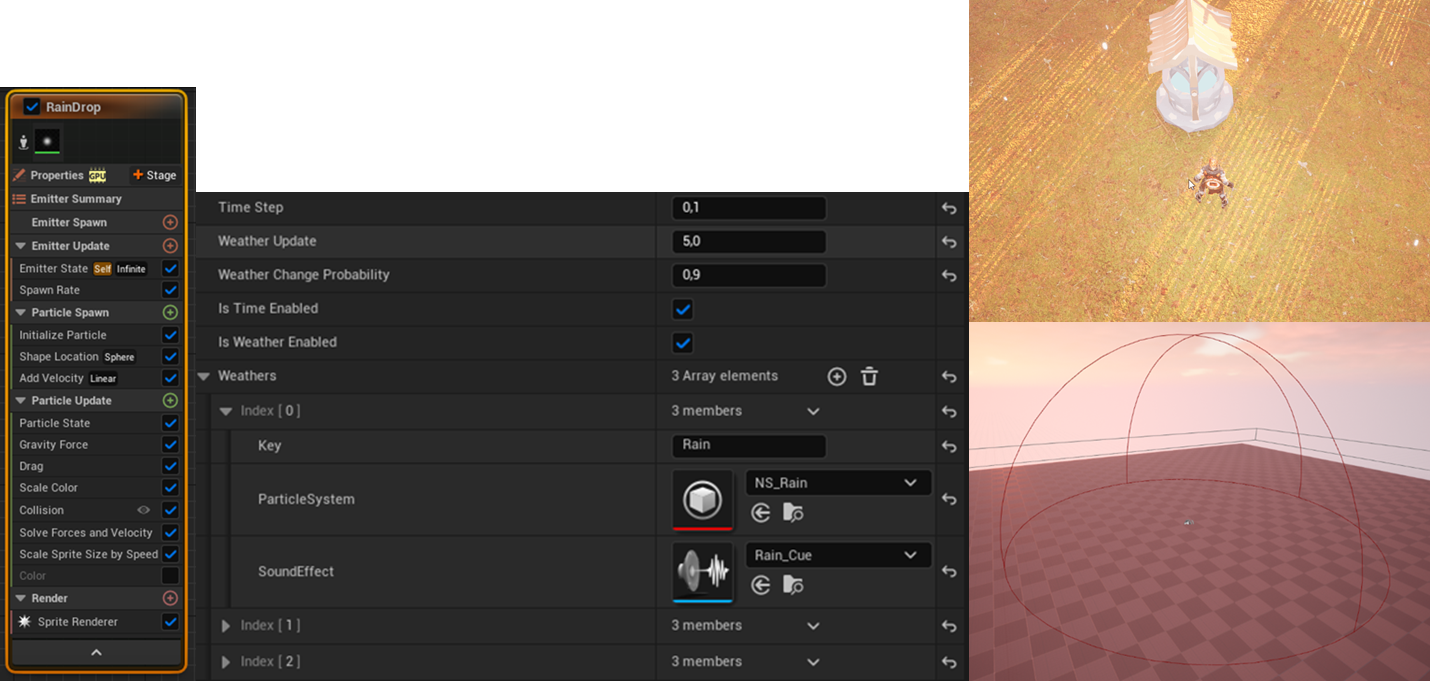 RainDrop
Properties GPU + Stage
Emitter Summary
Emitter Spawn
Emitter Update
Emitter State Self Infinite
Spawn Rate
Particle Spawn
Initialize Particle
Shape Location Sphere
Add Velocity Linear
Particle Update
Particle State
Gravity Force
Drag
Scale Color
Collision
Solve Forces and Velocity
Scale Sprite Size by Speed
Color
Render
Sprite Renderer
Time Step 0,1
Weather Update 5,0
Weather Change Probability 0,9
Is Time Enabled
Is Weather Enabled
Weathers 3 Array elements
Index [ 0 ] 3 members
Key Rain
ParticleSystem NS_Rain
SoundEffect Rain_Cue
Index [ 1 ] 3 members
Index [ 2 ] 3 members